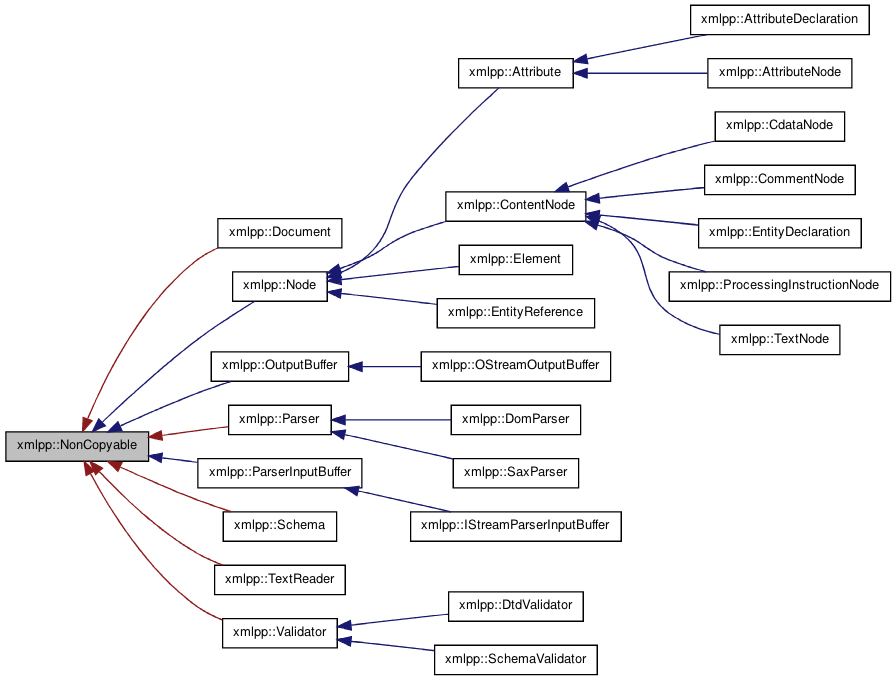 xmlpp::AttributeDeclaration
xmlpp::Attribute
xmlpp::AttributeNode
xmlpp::CdataNode
xmlpp::CommentNode
xmlpp::ContentNode
xmlpp::Document
xmlpp::EntityDeclaration
xmlpp::Element
xmlpp::Node
xmlpp::ProcessingInstructionNode
xmlpp::EntityReference
xmlpp::TextNode
xmlpp::OutputBuffer
xmlpp::OStreamOutputBuffer
xmlpp::Parser
xmlpp::DomParser
xmlpp::NonCopyable
xmlpp::ParserInputBuffer
xmlpp::SaxParser
xmlpp::Schema
xmlpp::IStreamParserInputBuffer
xmlpp::TextReader
xmlpp::DtdValidator
xmlpp::Validator
xmlpp::SchemaValidator